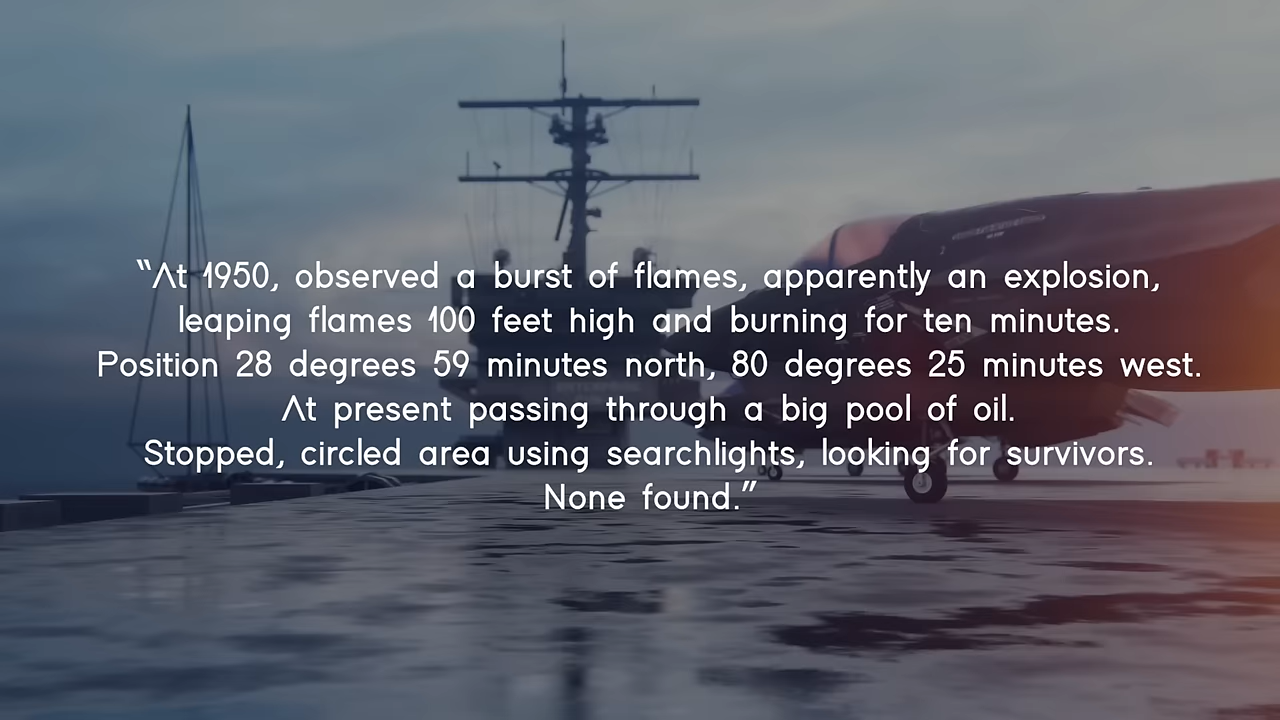 “At 1950, observed a burst of flames, apparently an explosion,
leaping flames 100 feet high and burning for ten minutes.
Position 28 degrees 59 minutes north, 80 degrees 25 minutes west.
At present passing through a big pool of oil.
Stopped, circled area using searchlights, looking for survivors.
None found.”